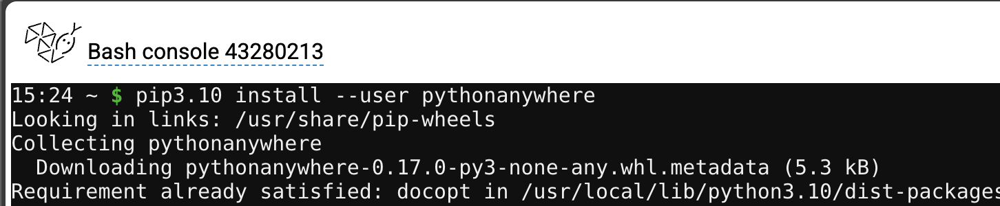 Bash console 43280213
15:24 ~ $ pip3.10 install --user pythonanywhere
Looking in links: /usr/share/pip-wheels
Collecting pythonanywhere
  Downloading pythonanywhere-0.17.0-py3-none-any.whl.metadata (5.3 kB)
Requirement already satisfied: docopt in /usr/local/lib/python3.10/dist-packages